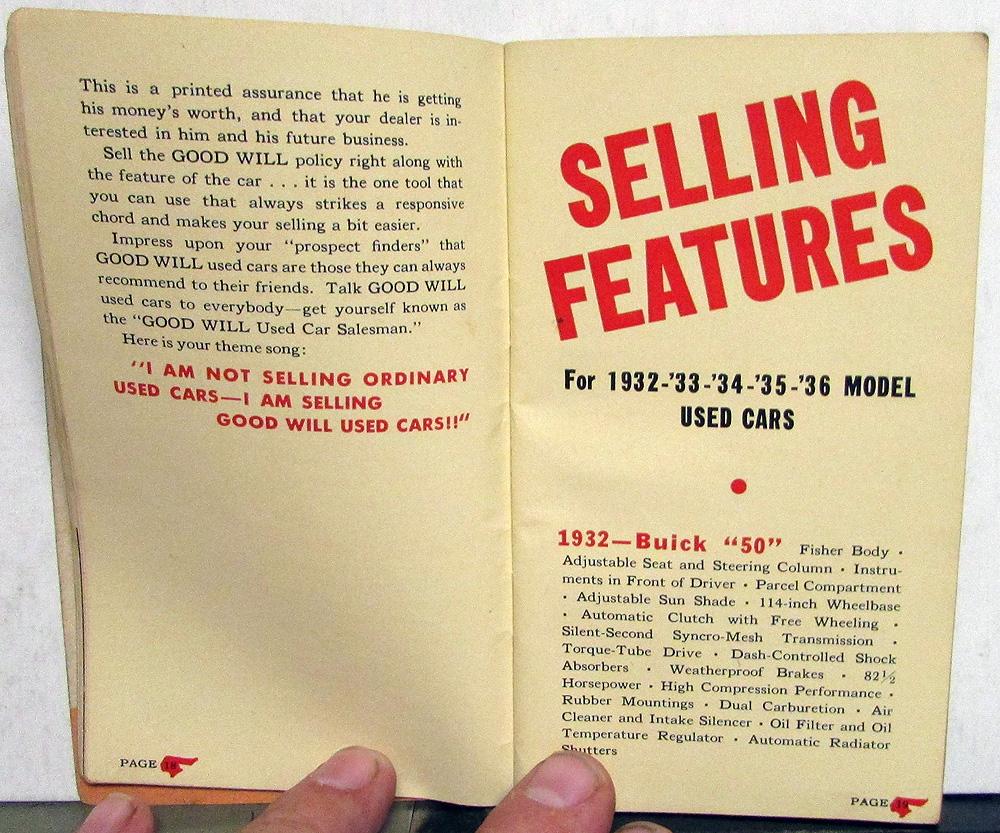 This is a printed assurance that he is getting
his money's worth, and that your dealer is in-
terested in him and his future business.
Sell the GOOD WILL policy right along with
the feature of the car . . . it is the one tool that
you can use that always strikes a responsive
chord and makes your selling a bit easier.
Impress upon your "prospect finders" that
GOOD WILL used cars are those they can always
recommend to their friends. Talk GOOD WILL
used cars to everybody—get yourself known as
the "GOOD WILL Used Car Salesman."
Here is your theme song:
"I AM NOT SELLING ORDINARY
USED CARS—I AM SELLING
GOOD WILL USED CARS!!"
PAGE 18
SELLING
FEATURES
For 1932-'33-'34-'35-'36 MODEL
USED CARS
1932—Buick "50" Fisher Body ·
Adjustable Seat and Steering Column · Instru-
ments in Front of Driver · Parcel Compartment
· Adjustable Sun Shade · 114-inch Wheelbase
· Automatic Clutch with Free Wheeling ·
Silent-Second Syncro-Mesh Transmission ·
Torque-Tube Drive · Dash-Controlled Shock
Absorbers · Weatherproof Brakes · 82½
Horsepower · High Compression Performance ·
Rubber Mountings · Dual Carburetion · Air
Cleaner and Intake Silencer · Oil Filter and Oil
Temperature Regulator · Automatic Radiator
Shutters
PAGE 19